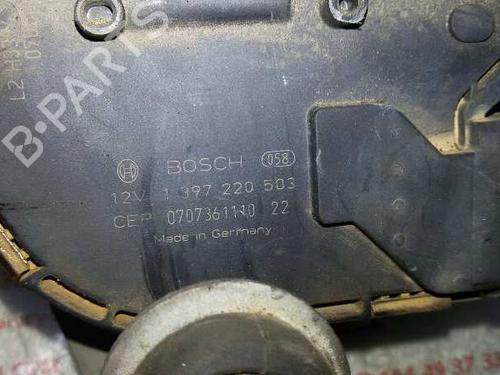 B-PARTS
BOSCH 058
12V 1 397 220 503
CEP 0707361110 22
Made in Germany